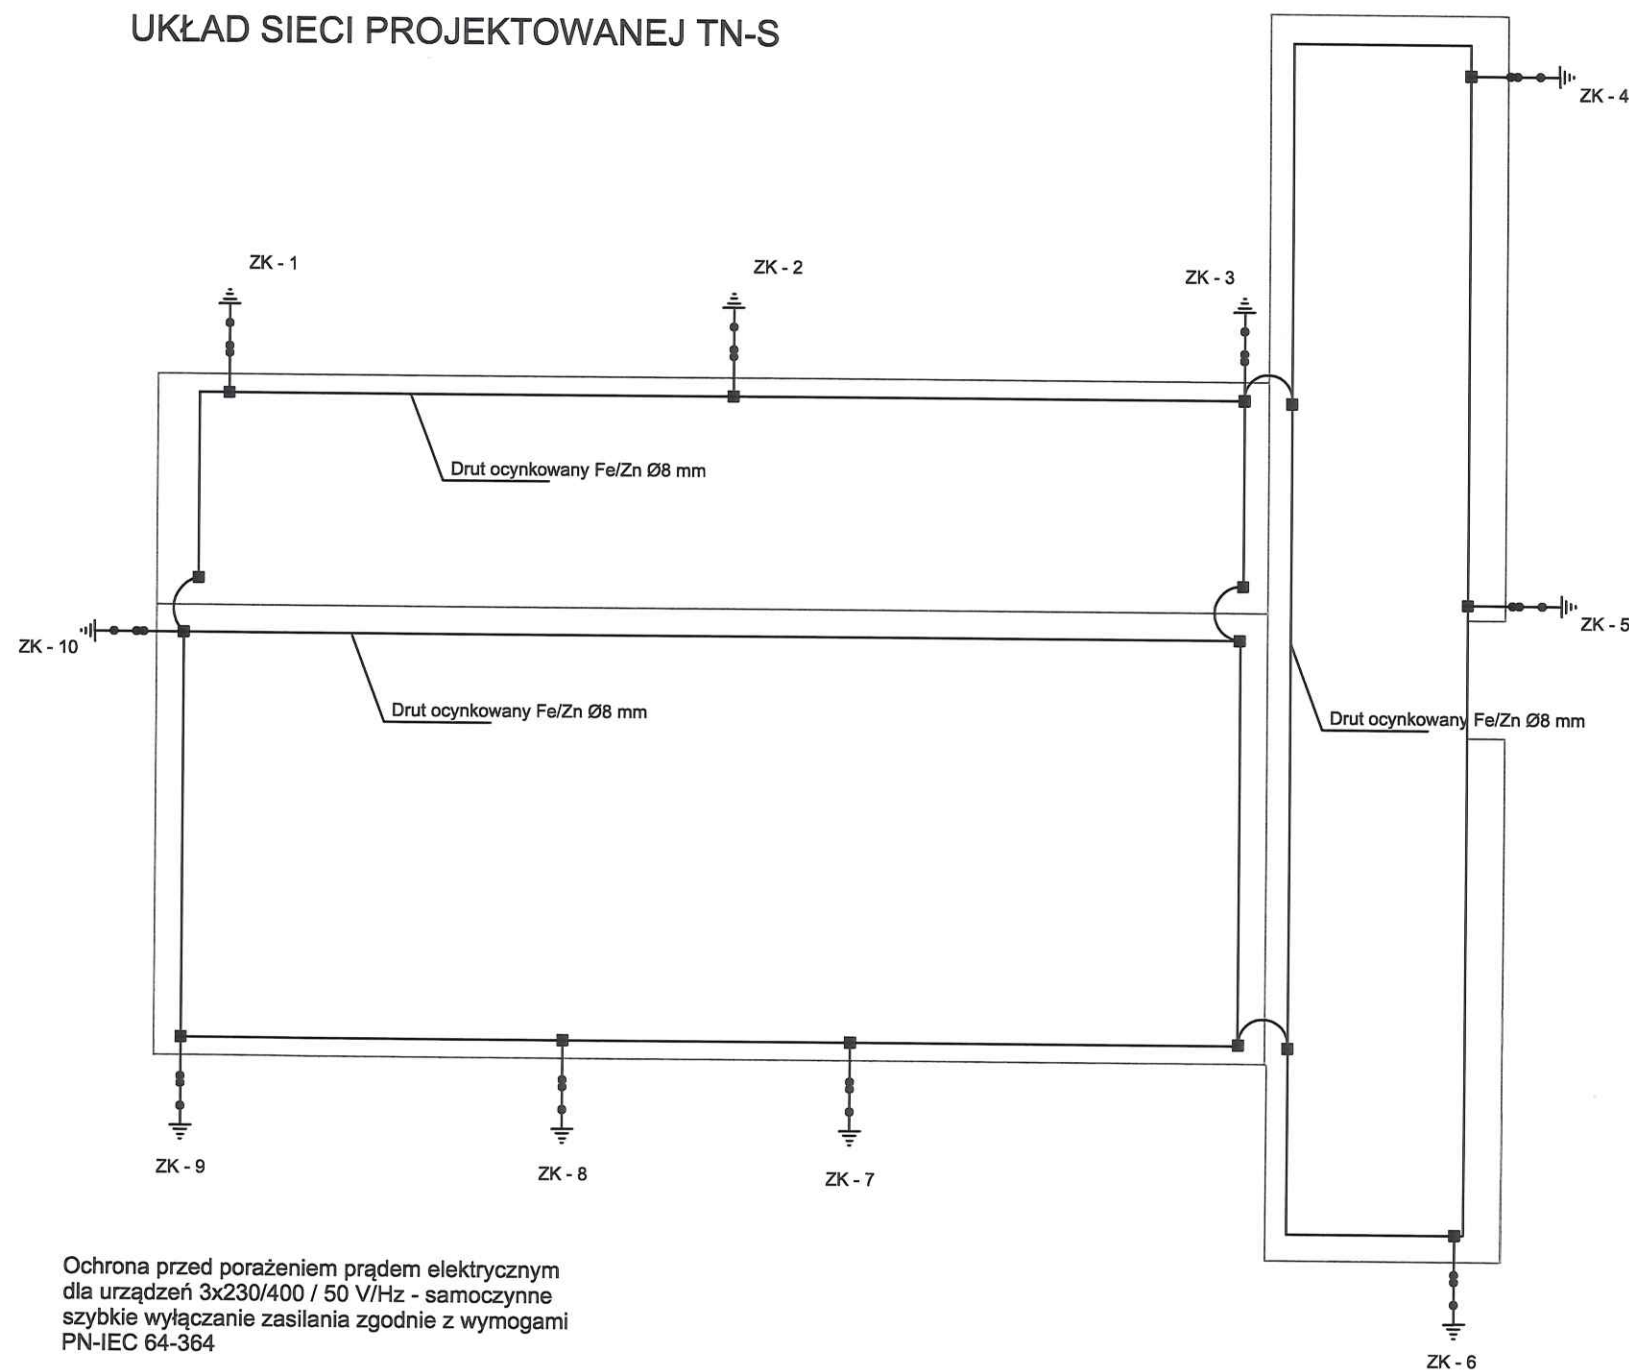 UKŁAD SIECI PROJEKTOWANEJ TN-S
ZK - 4
ZK - 1
ZK - 2
ZK - 3
Drut ocynkowany Fe/Zn Ø8 mm
ZK - 10
ZK - 5
Drut ocynkowany Fe/Zn Ø8 mm
Drut ocynkowany Fe/Zn Ø8 mm
ZK - 9
ZK - 8
ZK - 7
Ochrona przed porażeniem prądem elektrycznym
dla urządzeń 3x230/400 / 50 V/Hz - samoczynne
szybkie wyłączanie zasilania zgodnie z wymogami
PN-IEC 64-364
ZK - 6